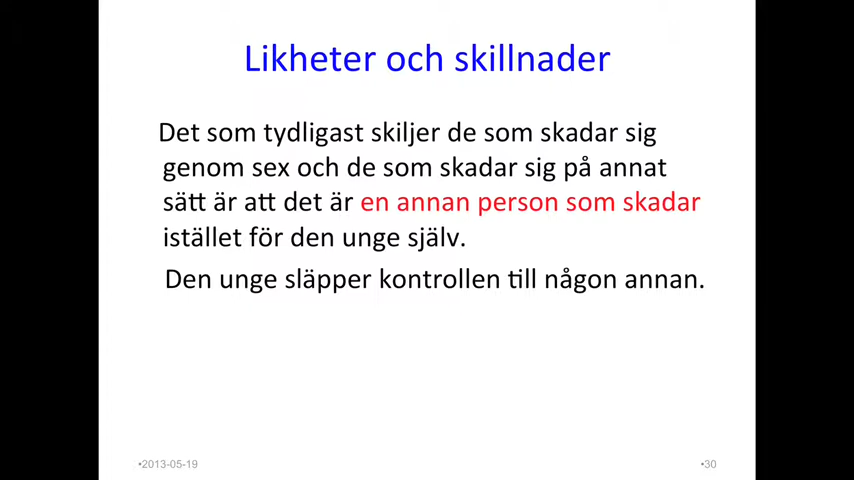 Likheter och skillnader
Det som tydligast skiljer de som skadar sig
genom sex och de som skadar sig på annat
sätt är att det är en annan person som skadar
istället för den unge själv.
Den unge släpper kontrollen till någon annan.
•2013-05-19
•30